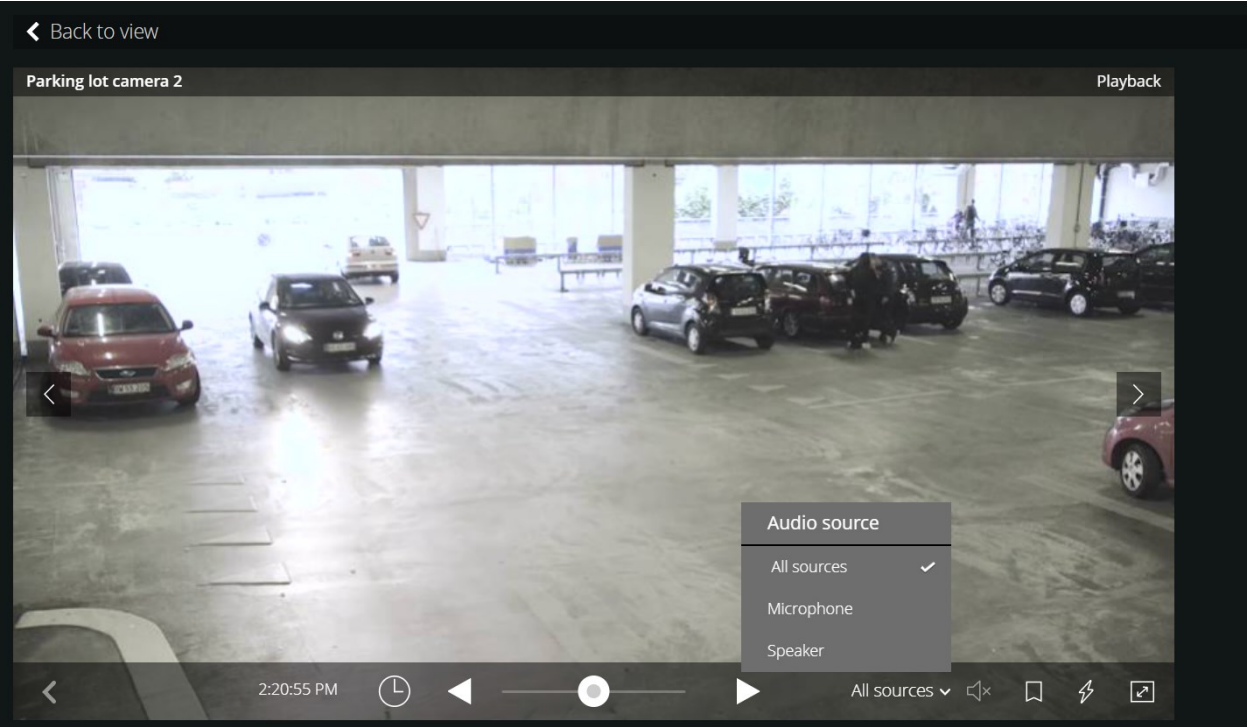 Back to view
Parking lot camera 2
Playback
Audio source
All sources
Microphone
Speaker
2:20:55 PM
All sources